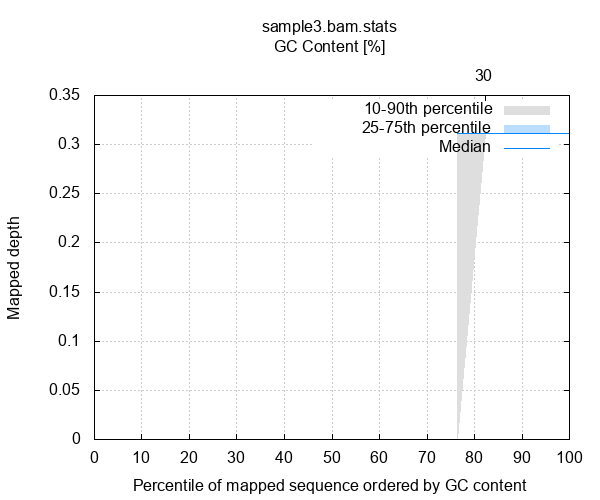 sample3.bam.stats
GC Content [%]
30
0.35
0.3
0.25
0.2
0.15
0.1
0.05
0
10-90th percentile
25-75th percentile
Median
Mapped depth
0 10 20 30 40 50 60 70 80 90 100
Percentile of mapped sequence ordered by GC content